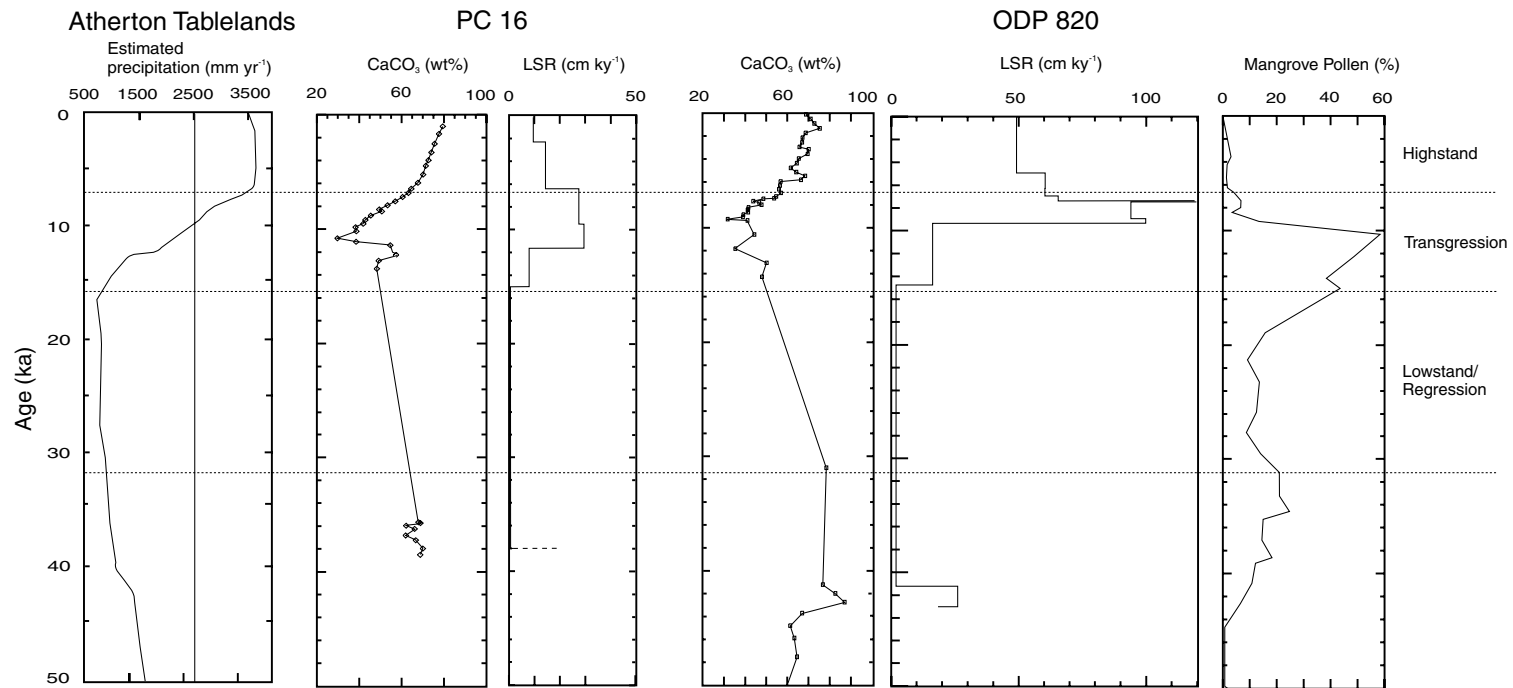 Atherton Tablelands
PC 16
ODP 820
Estimated
precipitation (mm yr⁻¹)
CaCO₃ (wt%)
LSR (cm ky⁻¹)
CaCO₃ (wt%)
LSR (cm ky⁻¹)
Mangrove Pollen (%)
500 1500 2500 3500
20 60 100
0 50
20 60 100
0 50 100
0 20 40 60
0
10
20
30
40
50
Age (ka)
Highstand
Transgression
Lowstand/
Regression